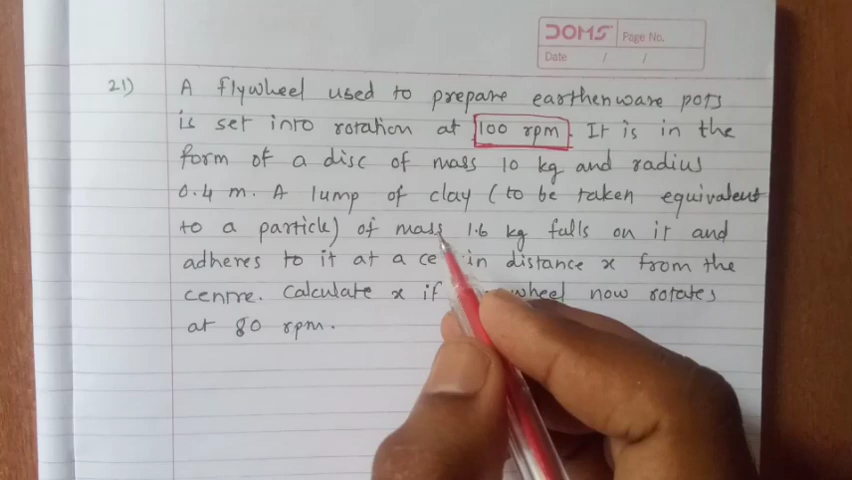 DOMS Page No.
Date / /
21) A flywheel used to prepare earthenware pots
is set into rotation at 100 rpm. It is in the
form of a disc of mass 10 kg and radius
0.4 m. A lump of clay (to be taken equivalent
to a particle) of mass 1.6 kg falls on it and
adheres to it at a distance x from the
centre. Calculate x if now rotates
at 80 rpm.